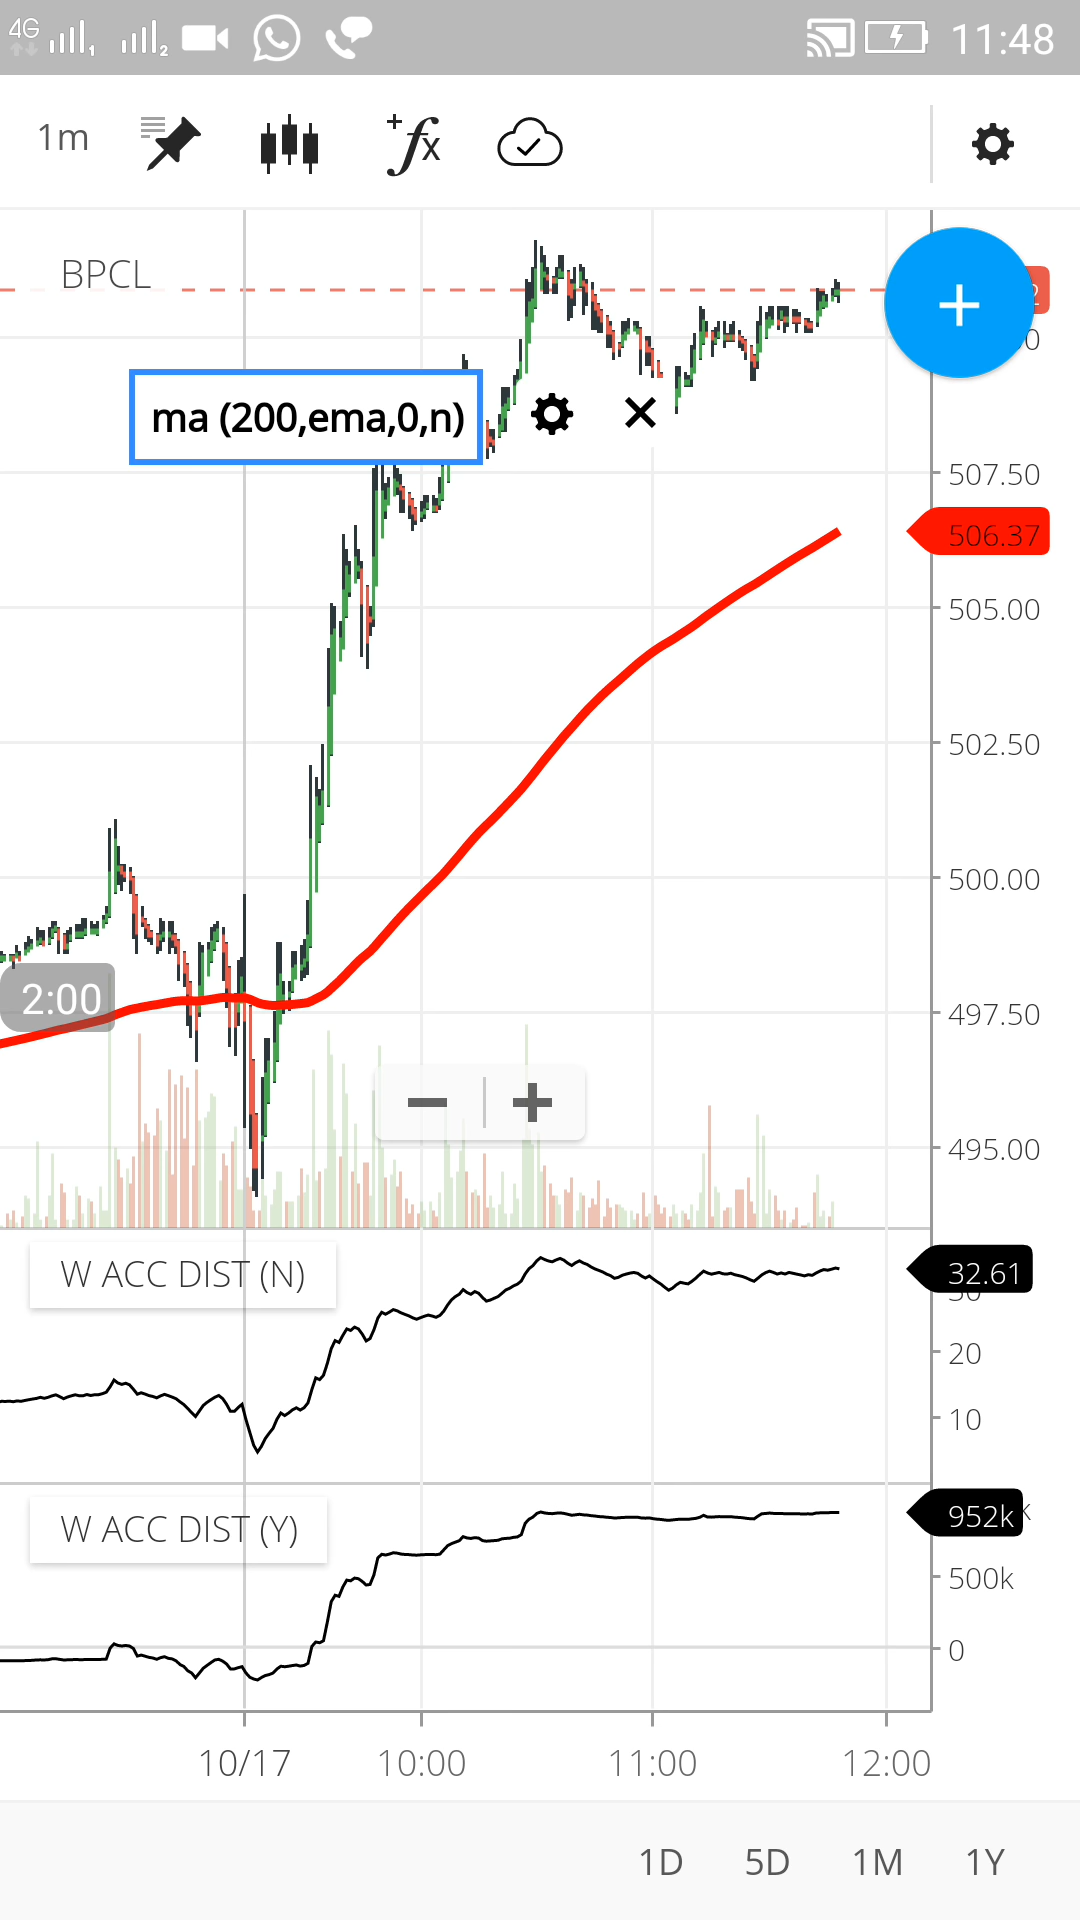 4G 1 2 11:48
1m +fx
BPCL
ma (200,ema,0,n)
507.50
506.37
505.00
502.50
500.00
2:00
497.50
495.00
W ACC DIST (N)
32.61
20
10
W ACC DIST (Y)
952k
500k
0
10/17 10:00 11:00 12:00
1D 5D 1M 1Y